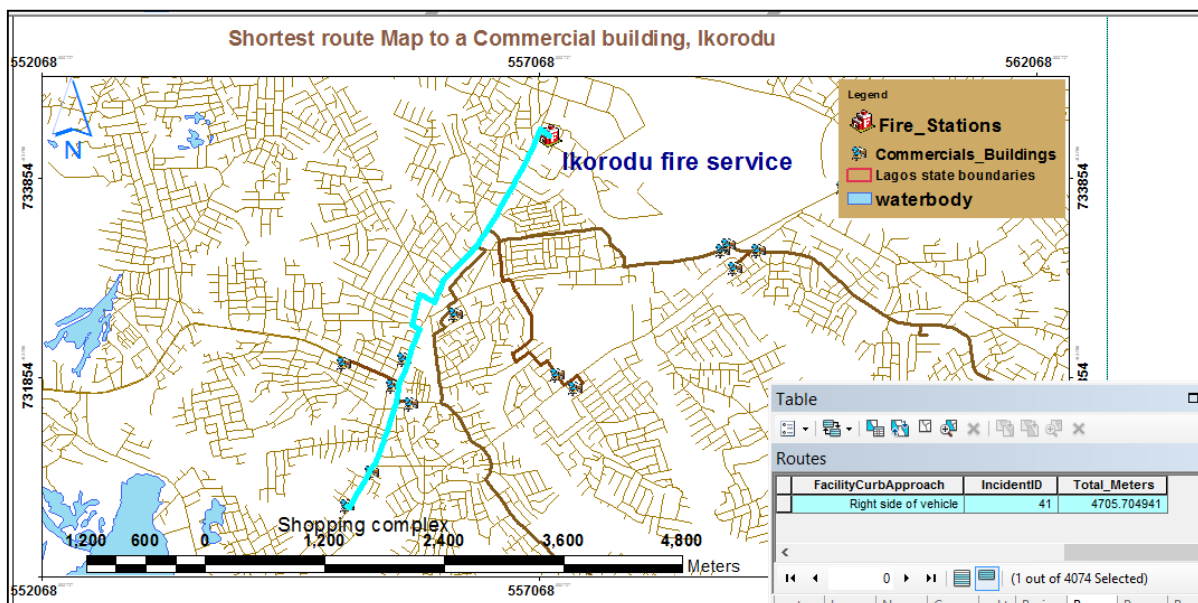 Shortest route Map to a Commercial building, Ikorodu
552068 557068 562068
Legend
Fire_Stations
Commercials_Buildings
Lagos state boundaries
waterbody
N
Ikorodu fire service
733854 733854
731854 854
Shopping complex
1,200 600 0 1,200 2,400 3,600 4,800
Meters
552068 557068
Table
Routes
FacilityCurbApproach IncidentID Total_Meters
Right side of vehicle 41 4705.704941
0 (1 out of 4074 Selected)